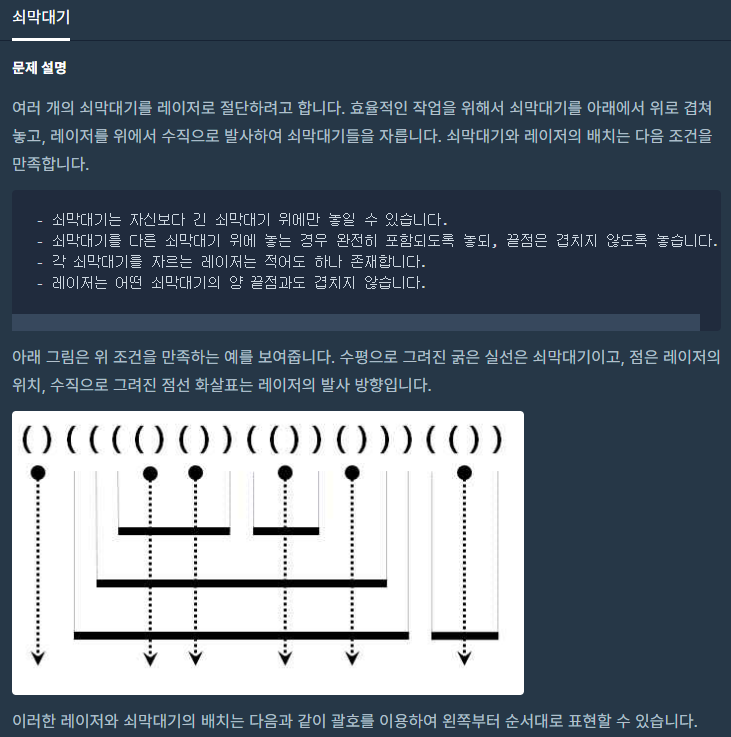 쇠막대기
문제 설명
여러 개의 쇠막대기를 레이저로 절단하려고 합니다. 효율적인 작업을 위해서 쇠막대기를 아래에서 위로 겹쳐
놓고, 레이저를 위에서 수직으로 발사하여 쇠막대기들을 자릅니다. 쇠막대기와 레이저의 배치는 다음 조건을
만족합니다.
- 쇠막대기는 자신보다 긴 쇠막대기 위에만 놓일 수 있습니다.
- 쇠막대기를 다른 쇠막대기 위에 놓는 경우 완전히 포함되도록 놓되, 끝점은 겹치지 않도록 놓습니다.
- 각 쇠막대기를 자르는 레이저는 적어도 하나 존재합니다.
- 레이저는 어떤 쇠막대기의 양 끝점과도 겹치지 않습니다.
아래 그림은 위 조건을 만족하는 예를 보여줍니다. 수평으로 그려진 굵은 실선은 쇠막대기이고, 점은 레이저의
위치, 수직으로 그려진 점선 화살표는 레이저의 발사 방향입니다.
( ) ( ( ( ( ) ( ) ) ( ( ) ) ( ) ) ) ( ( ) )
이러한 레이저와 쇠막대기의 배치는 다음과 같이 괄호를 이용하여 왼쪽부터 순서대로 표현할 수 있습니다.